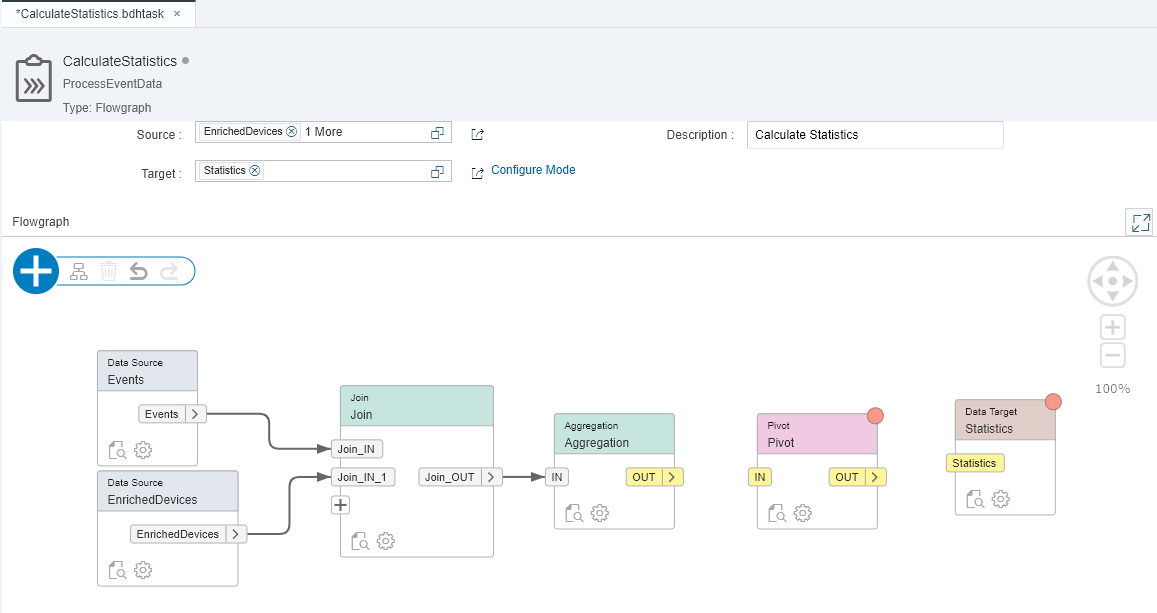 *CalculateStatistics.bdhtask ×
CalculateStatistics
ProcessEventData
Type: Flowgraph
Source : EnrichedDevices 1 More
Description : Calculate Statistics
Target : Statistics
Configure Mode
Flowgraph
100%
Data Source
Events
Events
Data Source
EnrichedDevices
EnrichedDevices
Join
Join
Join_IN
Join_IN_1
Join_OUT
Aggregation
Aggregation
IN
OUT
Pivot
Pivot
IN
OUT
Data Target
Statistics
Statistics